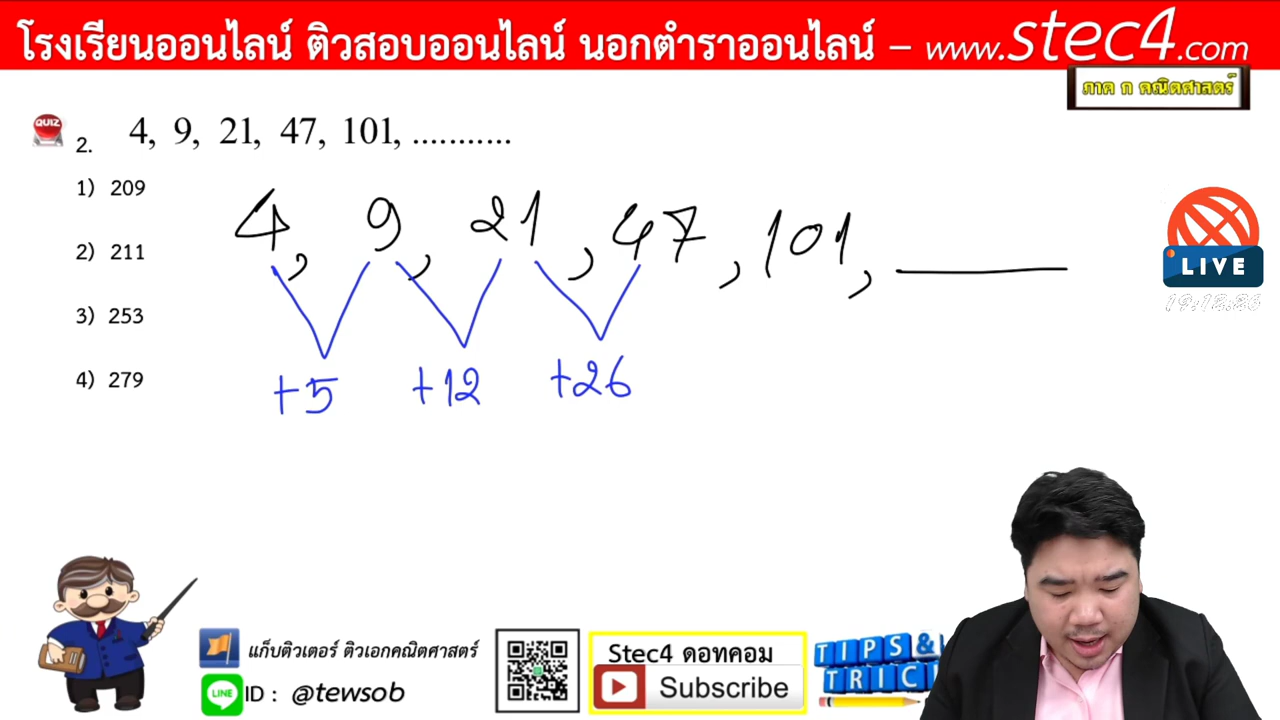 โรงเรียนออนไลน์ ติวสอบออนไลน์ นอกตำราออนไลน์ – www.stec4.com
ภาค ก คณิตศาสตร์
QUIZ
2. 4, 9, 21, 47, 101, ...........
1) 209
2) 211
3) 253
4) 279
4, 9, 21, 47, 101, ______
+5 +12 +26
LIVE
แก็บติวเตอร์ ติวเอกคณิตศาสตร์
LINE ID : @tewsob
Stec4 ดอทคอม
Subscribe
TIPS &